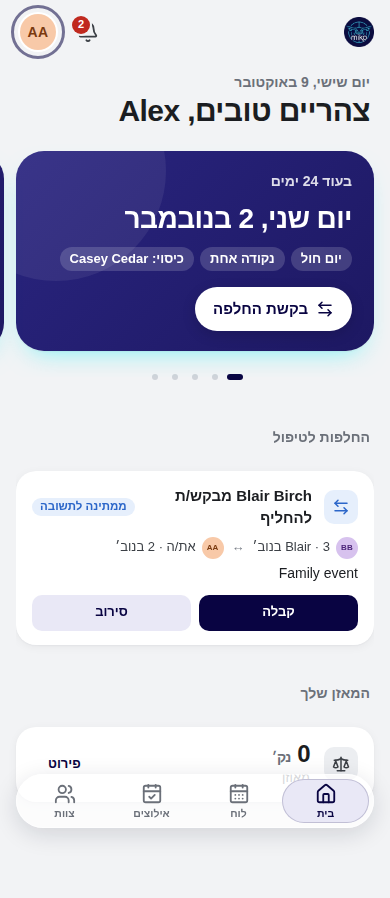 miko
2
AA
יום שישי, 9 באוקטובר
צהריים טובים, Alex
בעוד 24 ימים
יום שני, 2 בנובמבר
יום חול
נקודה אחת
כיסוי: Casey Cedar
בקשת החלפה
החלפות לטיפול
Blair Birch מבקש/ת להחליף
ממתינה לתשובה
BB
Blair · 3 בנוב׳
↔
AA
את/ה · 2 בנוב׳
Family event
קבלה
סירוב
המאזן שלך
0 נק׳
מאוזן
פירוט
בית
לוח
אילוצים
צוות